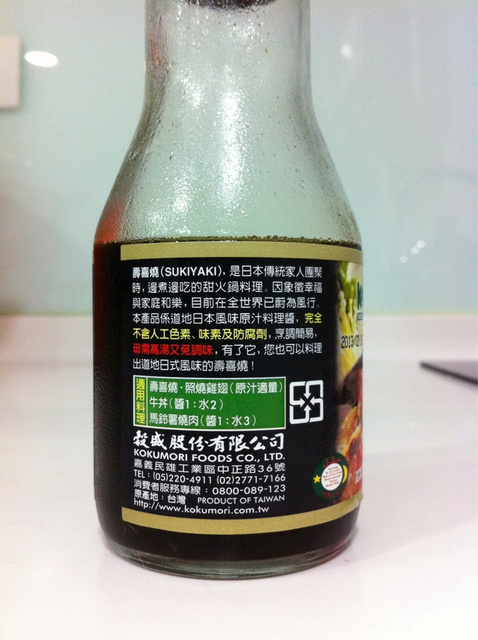 壽喜燒(SUKIYAKI), 是日本傳統家人團聚
時, 邊煮邊吃的甜火鍋料理。因象徵幸福
與家庭和樂, 目前在全世界已蔚為風行。
本產品係道地日本風味原汁料理醬, 完全
不含人工色素、味素及防腐劑, 烹調簡易,
毋需高湯又免調味, 有了它, 您也可以料理
出道地日式風味的壽喜燒!
適用料理
壽喜燒・照燒雞翅(原汁適量)
牛丼(醬1:水2)
馬鈴薯燒肉(醬1:水3)
穀盛股份有限公司
KOKUMORI FOODS CO., LTD.
嘉義民雄工業區中正路36號
TEL:(05)220-4911 (02)2771-7166
消費者服務專線:0800-089-123
原產地:台灣 PRODUCT OF TAIWAN
http://www.kokumori.com.tw
2013